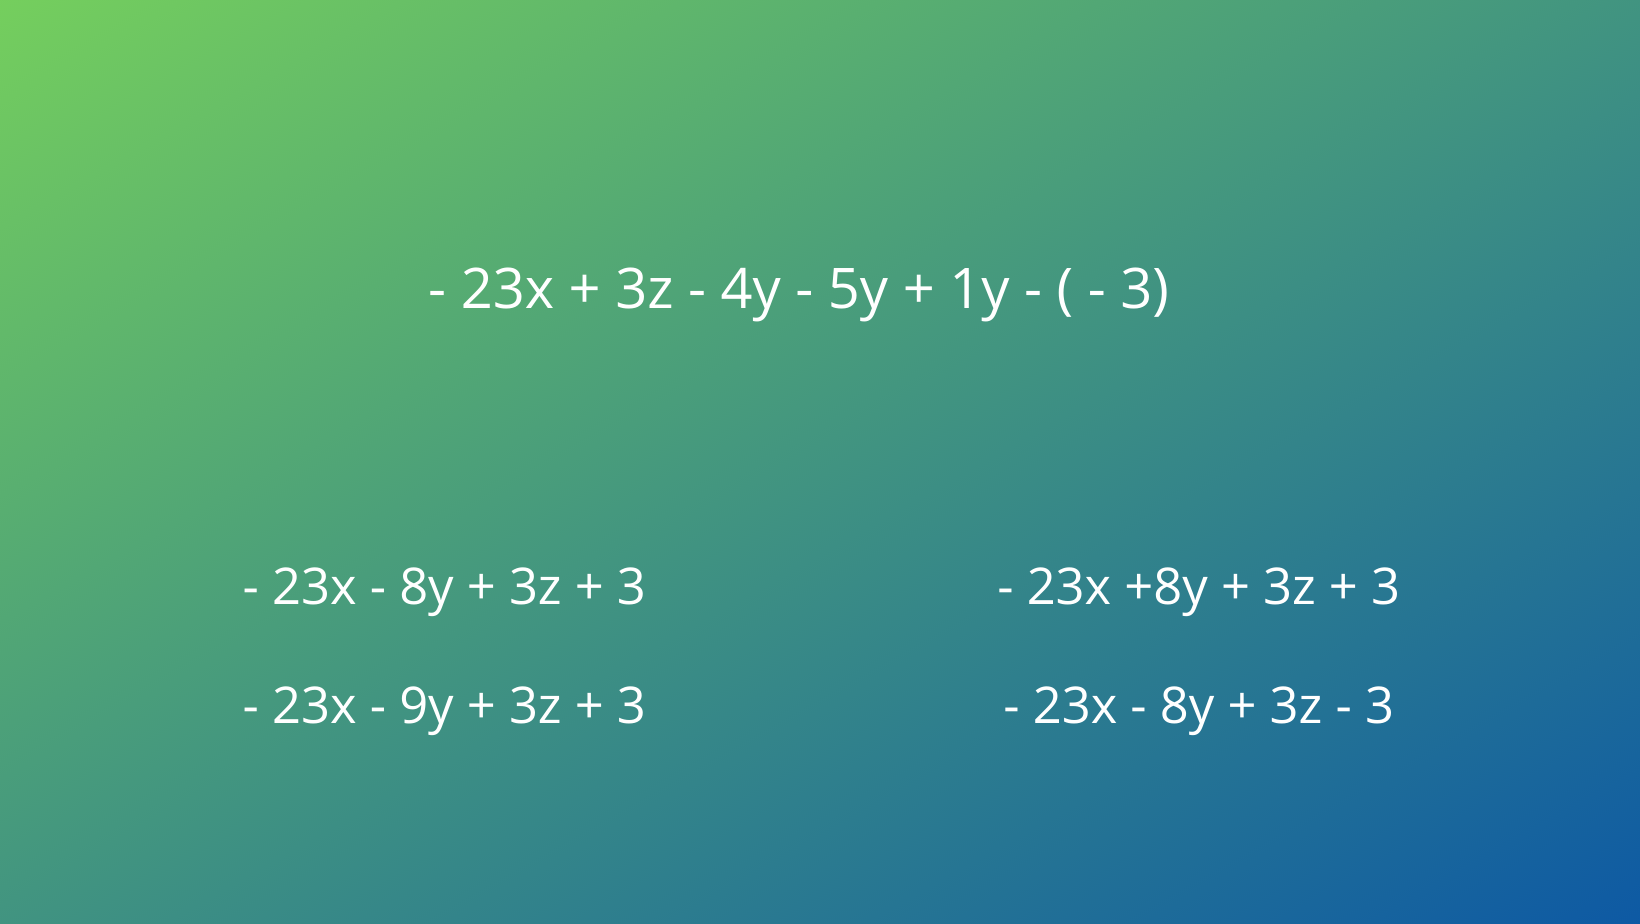 - 23x + 3z - 4y - 5y + 1y - ( - 3)
- 23x - 8y + 3z + 3
- 23x +8y + 3z + 3
- 23x - 9y + 3z + 3
- 23x - 8y + 3z - 3